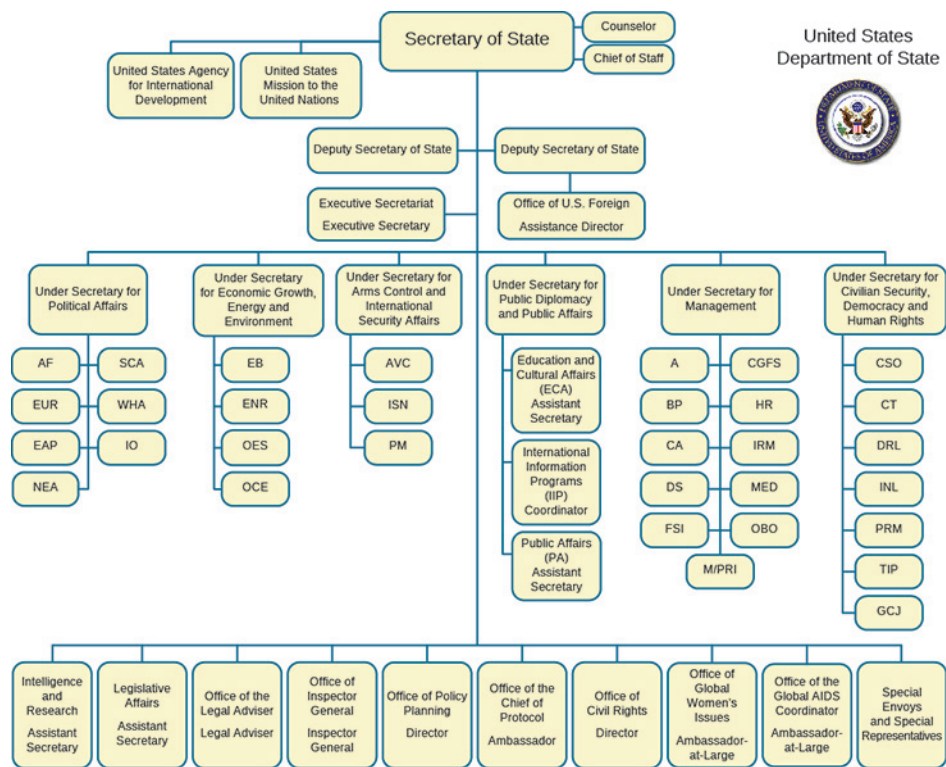 Secretary of State
Counselor
Chief of Staff
United States
Department of State
United States Agency
for International
Development
United States
Mission to the
United Nations
Deputy Secretary of State
Deputy Secretary of State
Executive Secretariat
Executive Secretary
Office of U.S. Foreign
Assistance Director
Under Secretary for
Political Affairs
Under Secretary
for Economic Growth,
Energy and
Environment
Under Secretary for
Arms Control and
International
Security Affairs
Under Secretary for
Public Diplomacy
and Public Affairs
Under Secretary for
Management
Under Secretary for
Civilian Security,
Democracy and
Human Rights
AF
SCA
EUR
WHA
EAP
IO
NEA
EB
ENR
OES
OCE
AVC
ISN
PM
Education and
Cultural Affairs
(ECA)
Assistant
Secretary
International
Information
Programs
(IIP)
Coordinator
Public Affairs
(PA)
Assistant
Secretary
A
CGFS
BP
HR
CA
IRM
DS
MED
FSI
OBO
M/PRI
CSO
CT
DRL
INL
PRM
TIP
GCJ
Intelligence
and
Research
Assistant
Secretary
Legislative
Affairs
Assistant
Secretary
Office of the
Legal Adviser
Legal Adviser
Office of
Inspector
General
Inspector
General
Office of Policy
Planning
Director
Office of the
Chief of
Protocol
Ambassador
Office of
Civil Rights
Director
Office of
Global
Women's
Issues
Ambassador-
at-Large
Office of the
Global AIDS
Coordinator
Ambassador-
at-Large
Special
Envoys
and Special
Representatives